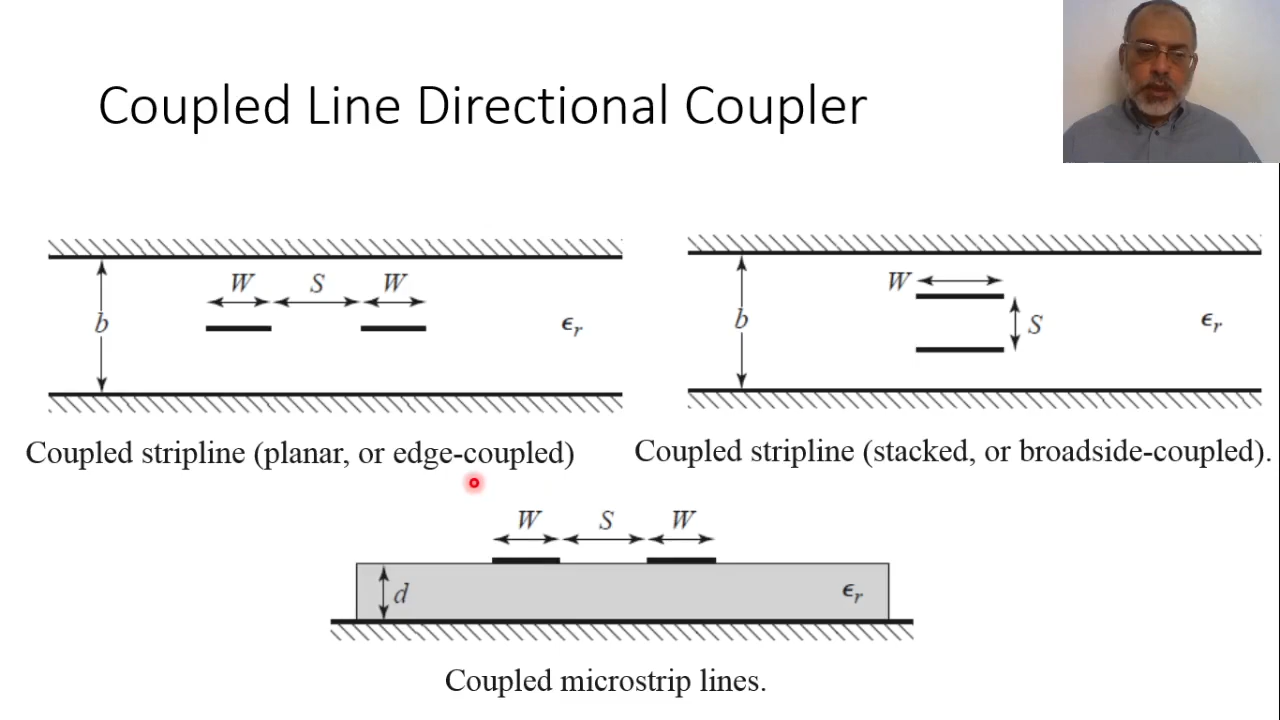 Coupled Line Directional Coupler
W S W
b
ϵr
Coupled stripline (planar, or edge-coupled)
W
b
S
ϵr
Coupled stripline (stacked, or broadside-coupled).
W S W
d
ϵr
Coupled microstrip lines.